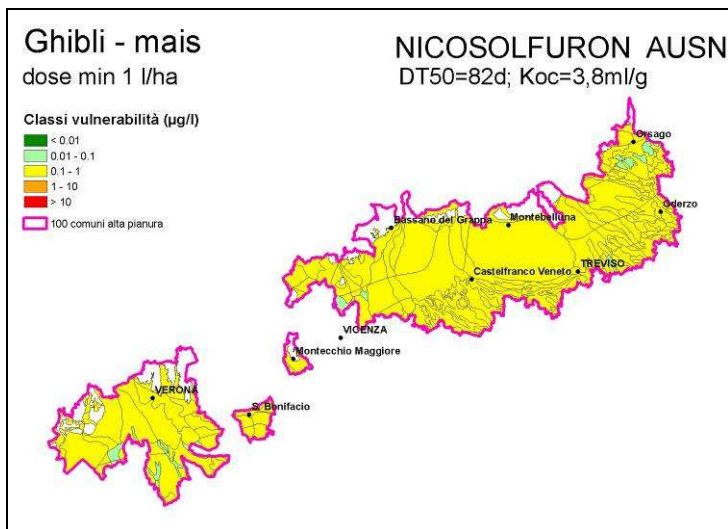 Ghibli - mais
dose min 1 l/ha
NICOSOLFURON AUSN
DT50=82d; Koc=3,8ml/g
Classi vulnerabilità (µg/l)
< 0.01
0.01 - 0.1
0.1 - 1
1 - 10
> 10
100 comuni alta pianura
Orsago
Oderzo
Bassano del Grappa
Montebelluna
TREVISO
Castelfranco Veneto
VICENZA
Montecchio Maggiore
VERONA
S. Bonifacio